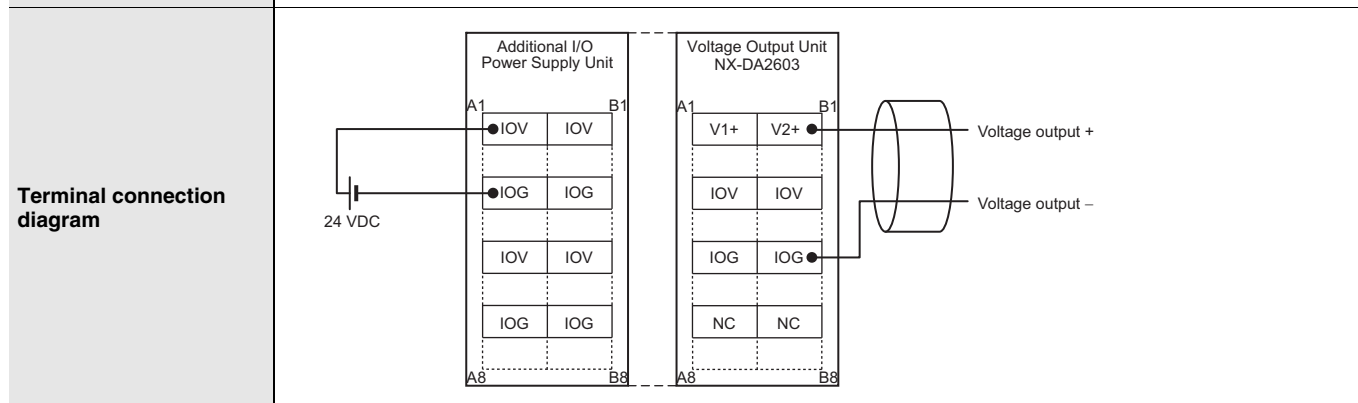 Terminal connection
diagram
Additional I/O
Power Supply Unit
A1 B1
IOV IOV
IOG IOG
IOV IOV
IOG IOG
A8 B8
24 VDC
Voltage Output Unit
NX-DA2603
A1 B1
V1+ V2+
IOV IOV
IOG IOG
NC NC
A8 B8
Voltage output +
Voltage output −